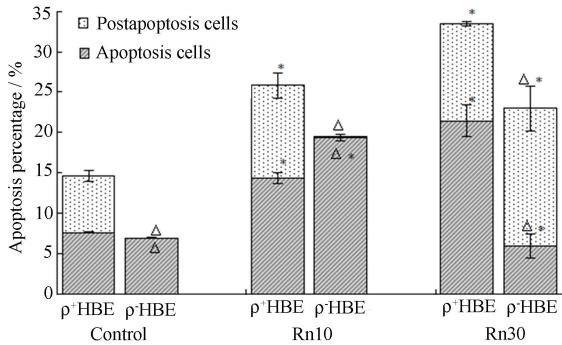 35
30
25
20
15
10
5
0
Apoptosis percentage / %
Postapoptosis cells
Apoptosis cells
*
*
*
*
*
*
*
*
Δ
Δ
Δ
Δ
Δ
Δ
ρ⁺HBE ρ⁻HBE ρ⁺HBE ρ⁻HBE ρ⁺HBE ρ⁻HBE
Control Rn10 Rn30